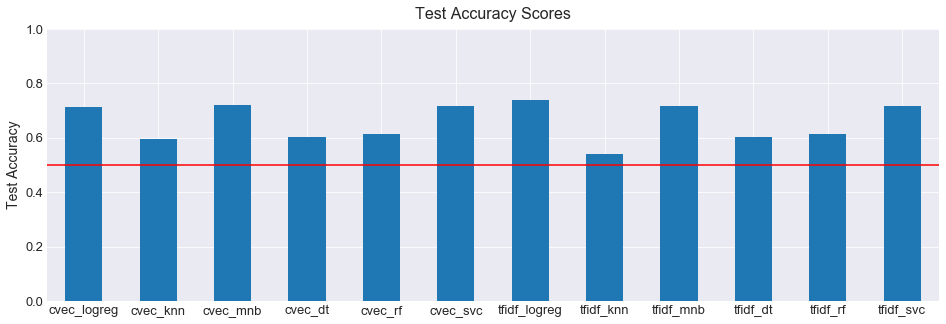 Test Accuracy Scores
Test Accuracy
1.0
0.8
0.6
0.4
0.2
0.0
cvec_logreg cvec_knn cvec_mnb cvec_dt cvec_rf cvec_svc tfidf_logreg tfidf_knn tfidf_mnb tfidf_dt tfidf_rf tfidf_svc